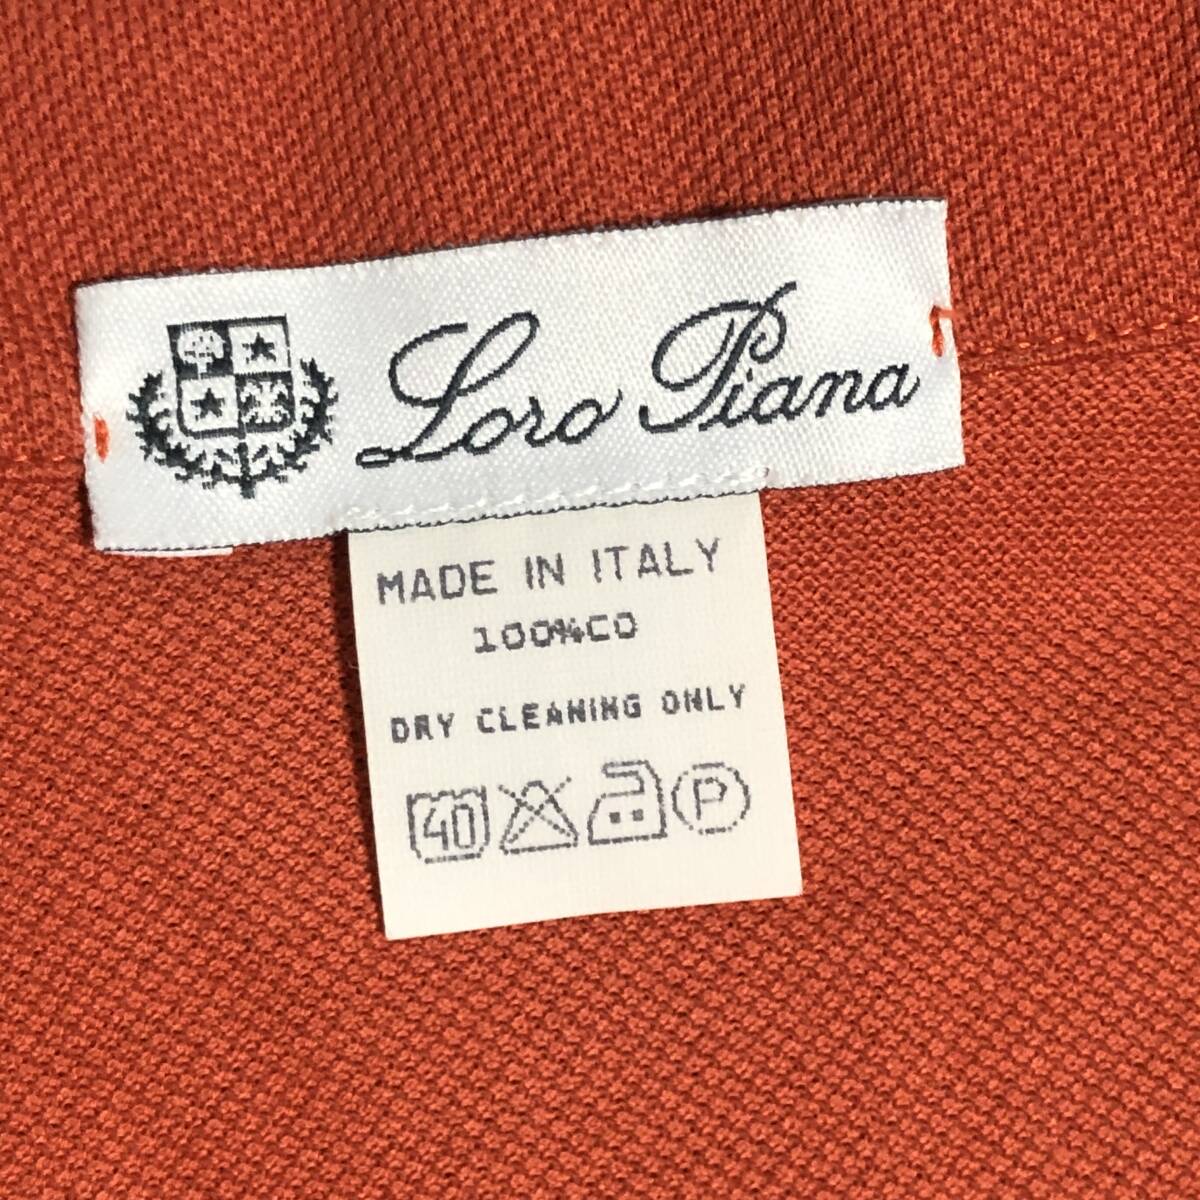 Loro Piana
MADE IN ITALY
100%CO
DRY CLEANING ONLY
40 P